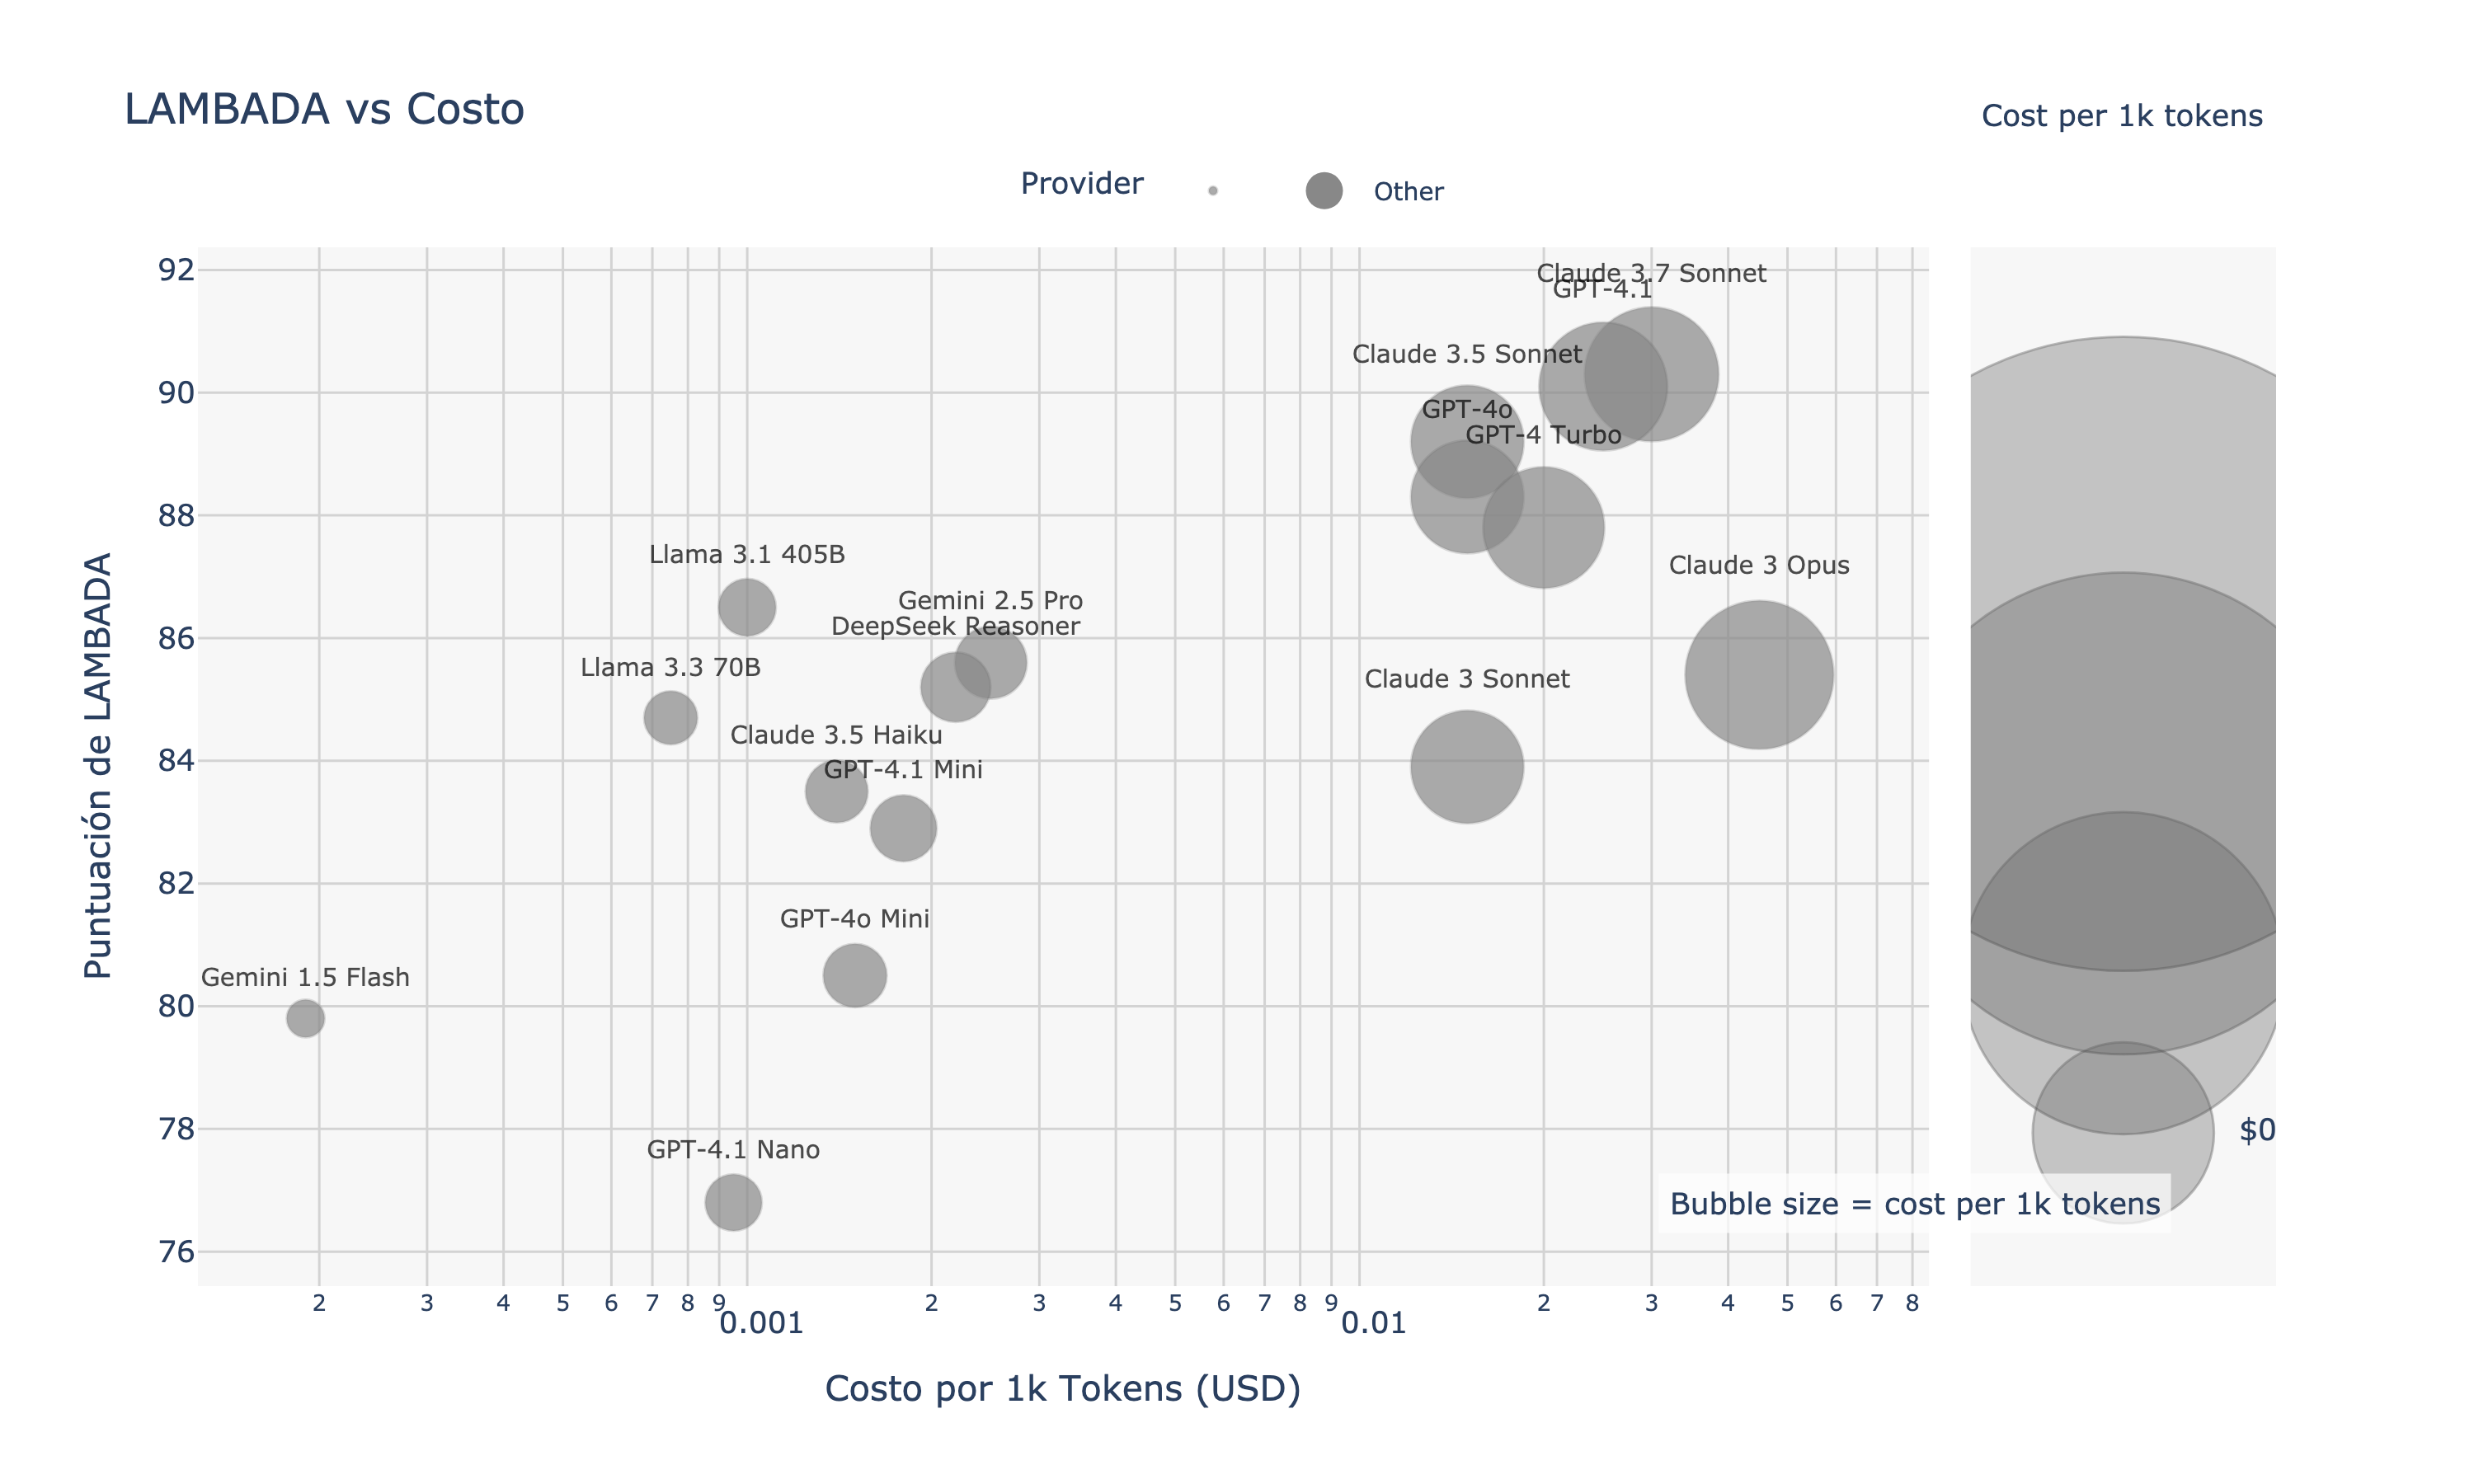 LAMBADA vs Costo
Cost per 1k tokens
Provider
Other
Puntuación de LAMBADA
92
90
88
86
84
82
80
78
76
Claude 3.7 Sonnet
GPT-4.1
Claude 3.5 Sonnet
GPT-4o
GPT-4 Turbo
Llama 3.1 405B
Claude 3 Opus
Gemini 2.5 Pro
DeepSeek Reasoner
Llama 3.3 70B
Claude 3 Sonnet
Claude 3.5 Haiku
GPT-4.1 Mini
GPT-4o Mini
Gemini 1.5 Flash
GPT-4.1 Nano
$0
Bubble size = cost per 1k tokens
2 3 4 5 6 7 8 9 2 3 4 5 6 7 8 9 2 3 4 5 6 7 8
0.001 0.01
Costo por 1k Tokens (USD)